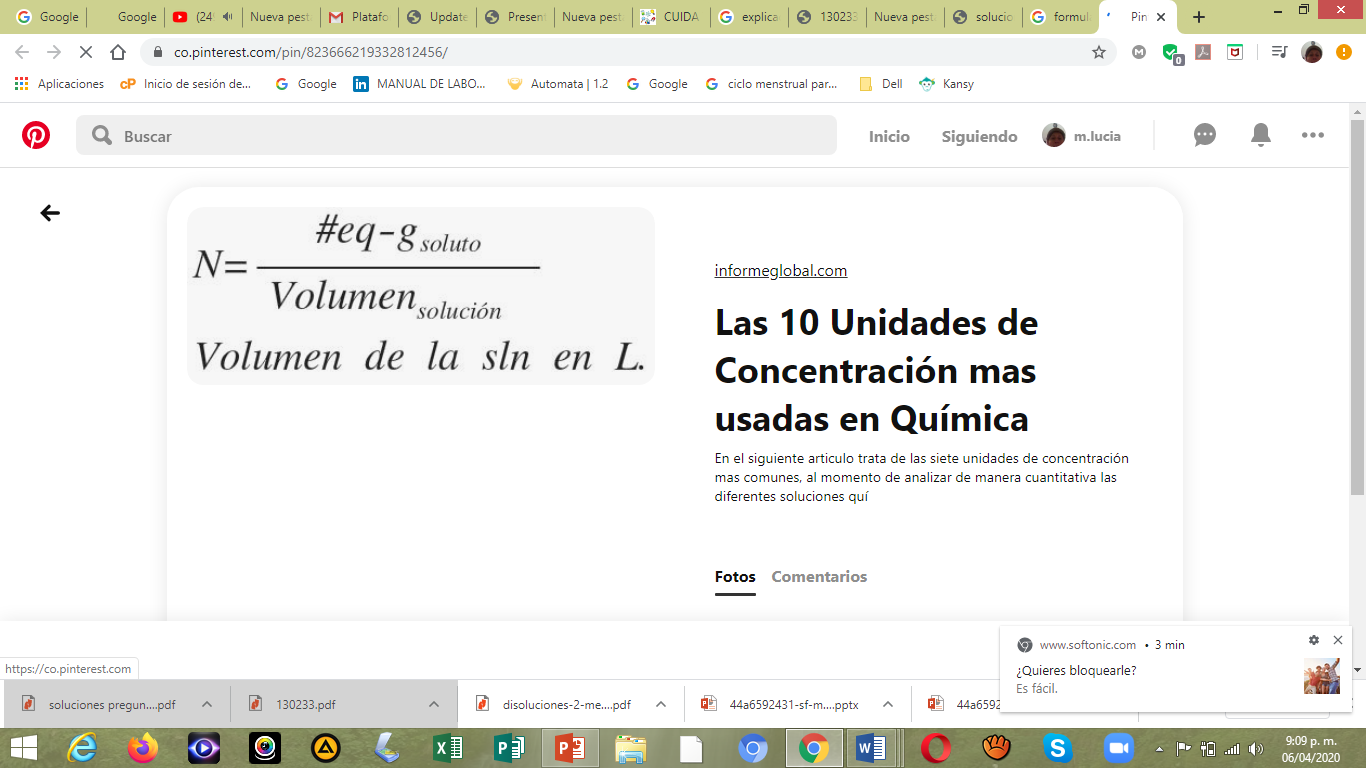 Google
Google
(249
Nueva pest
Platafo
Update
Presen
Nueva pest
CUIDA
explica
130233
Nueva pest
solucio
formul
Pin
co.pinterest.com/pin/823666219332812456/
0
Aplicaciones
Inicio de sesión de...
Google
MANUAL DE LABO...
Automata | 1.2
Google
ciclo menstrual par...
Dell
Kansy
Buscar
Inicio
Siguiendo
m.lucia
N= #eq-g soluto
Volumen solución
Volumen de la sln en L.
informeglobal.com
Las 10 Unidades de
Concentración mas
usadas en Química
En el siguiente articulo trata de las siete unidades de concentración
mas comunes, al momento de analizar de manera cuantitativa las
diferentes soluciones quí
Fotos
Comentarios
www.softonic.com • 3 min
¿Quieres bloquearle?
Es fácil.
https://co.pinterest.com
soluciones pregun....pdf
130233.pdf
disoluciones-2-me....pdf
44a6592431-sf-m....pptx
44a6592
9:09 p. m.
06/04/2020